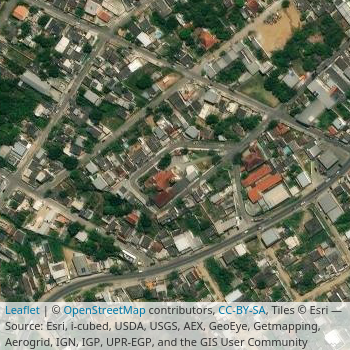 Leaflet | © OpenStreetMap contributors, CC-BY-SA, Tiles © Esri —
Source: Esri, i-cubed, USDA, USGS, AEX, GeoEye, Getmapping,
Aerogrid, IGN, IGP, UPR-EGP, and the GIS User Community